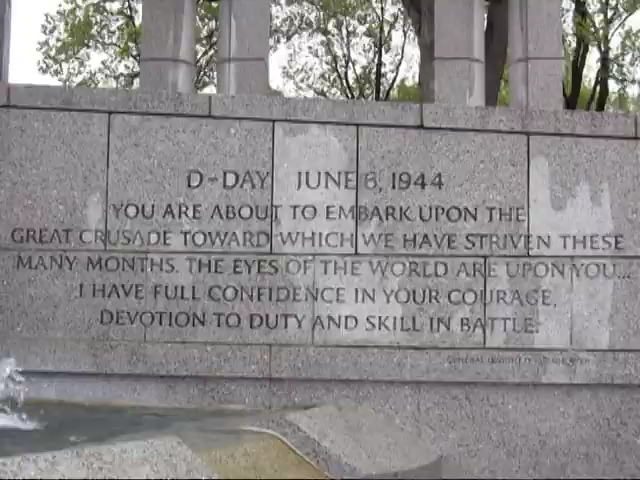 D-DAY JUNE 6, 1944
YOU ARE ABOUT TO EMBARK UPON THE
GREAT CRUSADE TOWARD WHICH WE HAVE STRIVEN THESE
MANY MONTHS. THE EYES OF THE WORLD ARE UPON YOU...
I HAVE FULL CONFIDENCE IN YOUR COURAGE,
DEVOTION TO DUTY AND SKILL IN BATTLE.
GENERAL